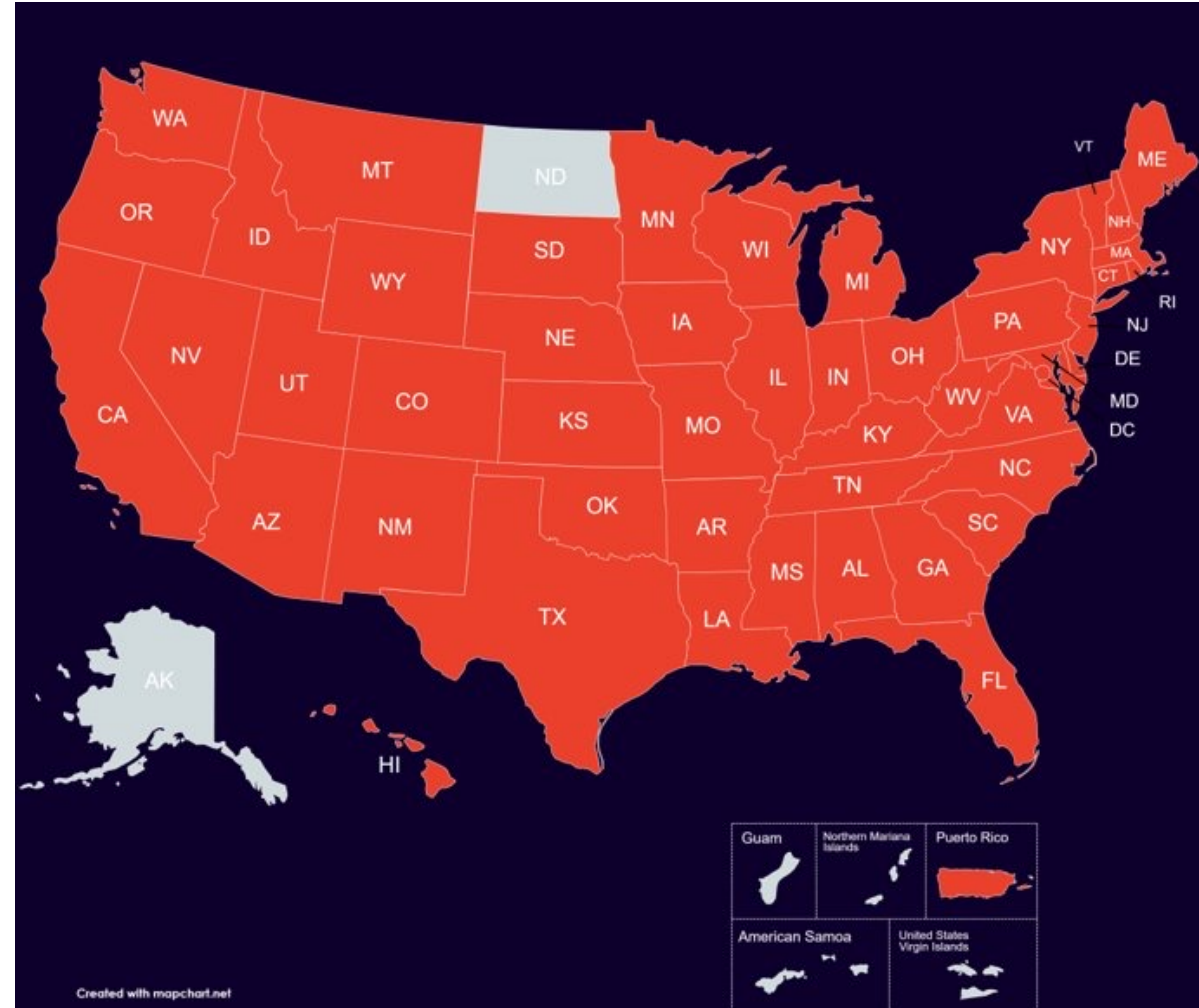 WA
MT
ND
MN
VT
ME
OR
ID
SD
WI
MI
NY
NH
MA
CT
RI
WY
IA
NE
PA
NJ
NV
UT
CO
IL
IN
OH
DE
CA
KS
MO
WV
VA
MD
KY
DC
AZ
NM
OK
AR
TN
NC
SC
MS
AL
GA
TX
LA
FL
AK
HI
Guam
Northern Mariana
Islands
Puerto Rico
American Samoa
United States
Virgin Islands
Created with mapchart.net